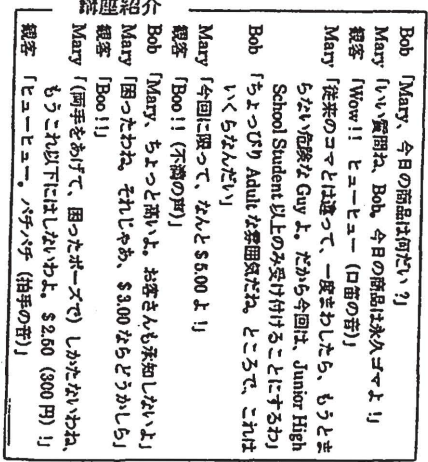 講座紹介
Bob「Mary、今日の商品は何だい？」
Mary「いい質問ね、Bob。今日の商品は永久ゴマよ！」
観客「Wow!! ヒューヒュー（口笛の音）」
Mary「従来のコマとは違って、一度まわしたら、もうとま
らない危険な Guy よ。だから今回は、Junior High
School Student 以上のみ受け付けることにするわ」
Bob「ちょっぴり Adult な雰囲気だね。ところで、これは
いくらなんだい」
Mary「今回に限って、なんと＄5.00 よ！」
観客「Boo!!（不満の声）」
Bob「Mary、ちょっと高いよ。お客さんも承知しないよ」
Mary「困ったわね。それじゃあ、＄3.00 ならどうかしら」
観客「Boo!!」
Mary「（両手をあげて、困ったポーズで）しかたないわね、
もうこれ以下にはしないわよ。＄2.50（300 円）！」
観客「ヒューヒュー。パチパチ（拍手の音）」